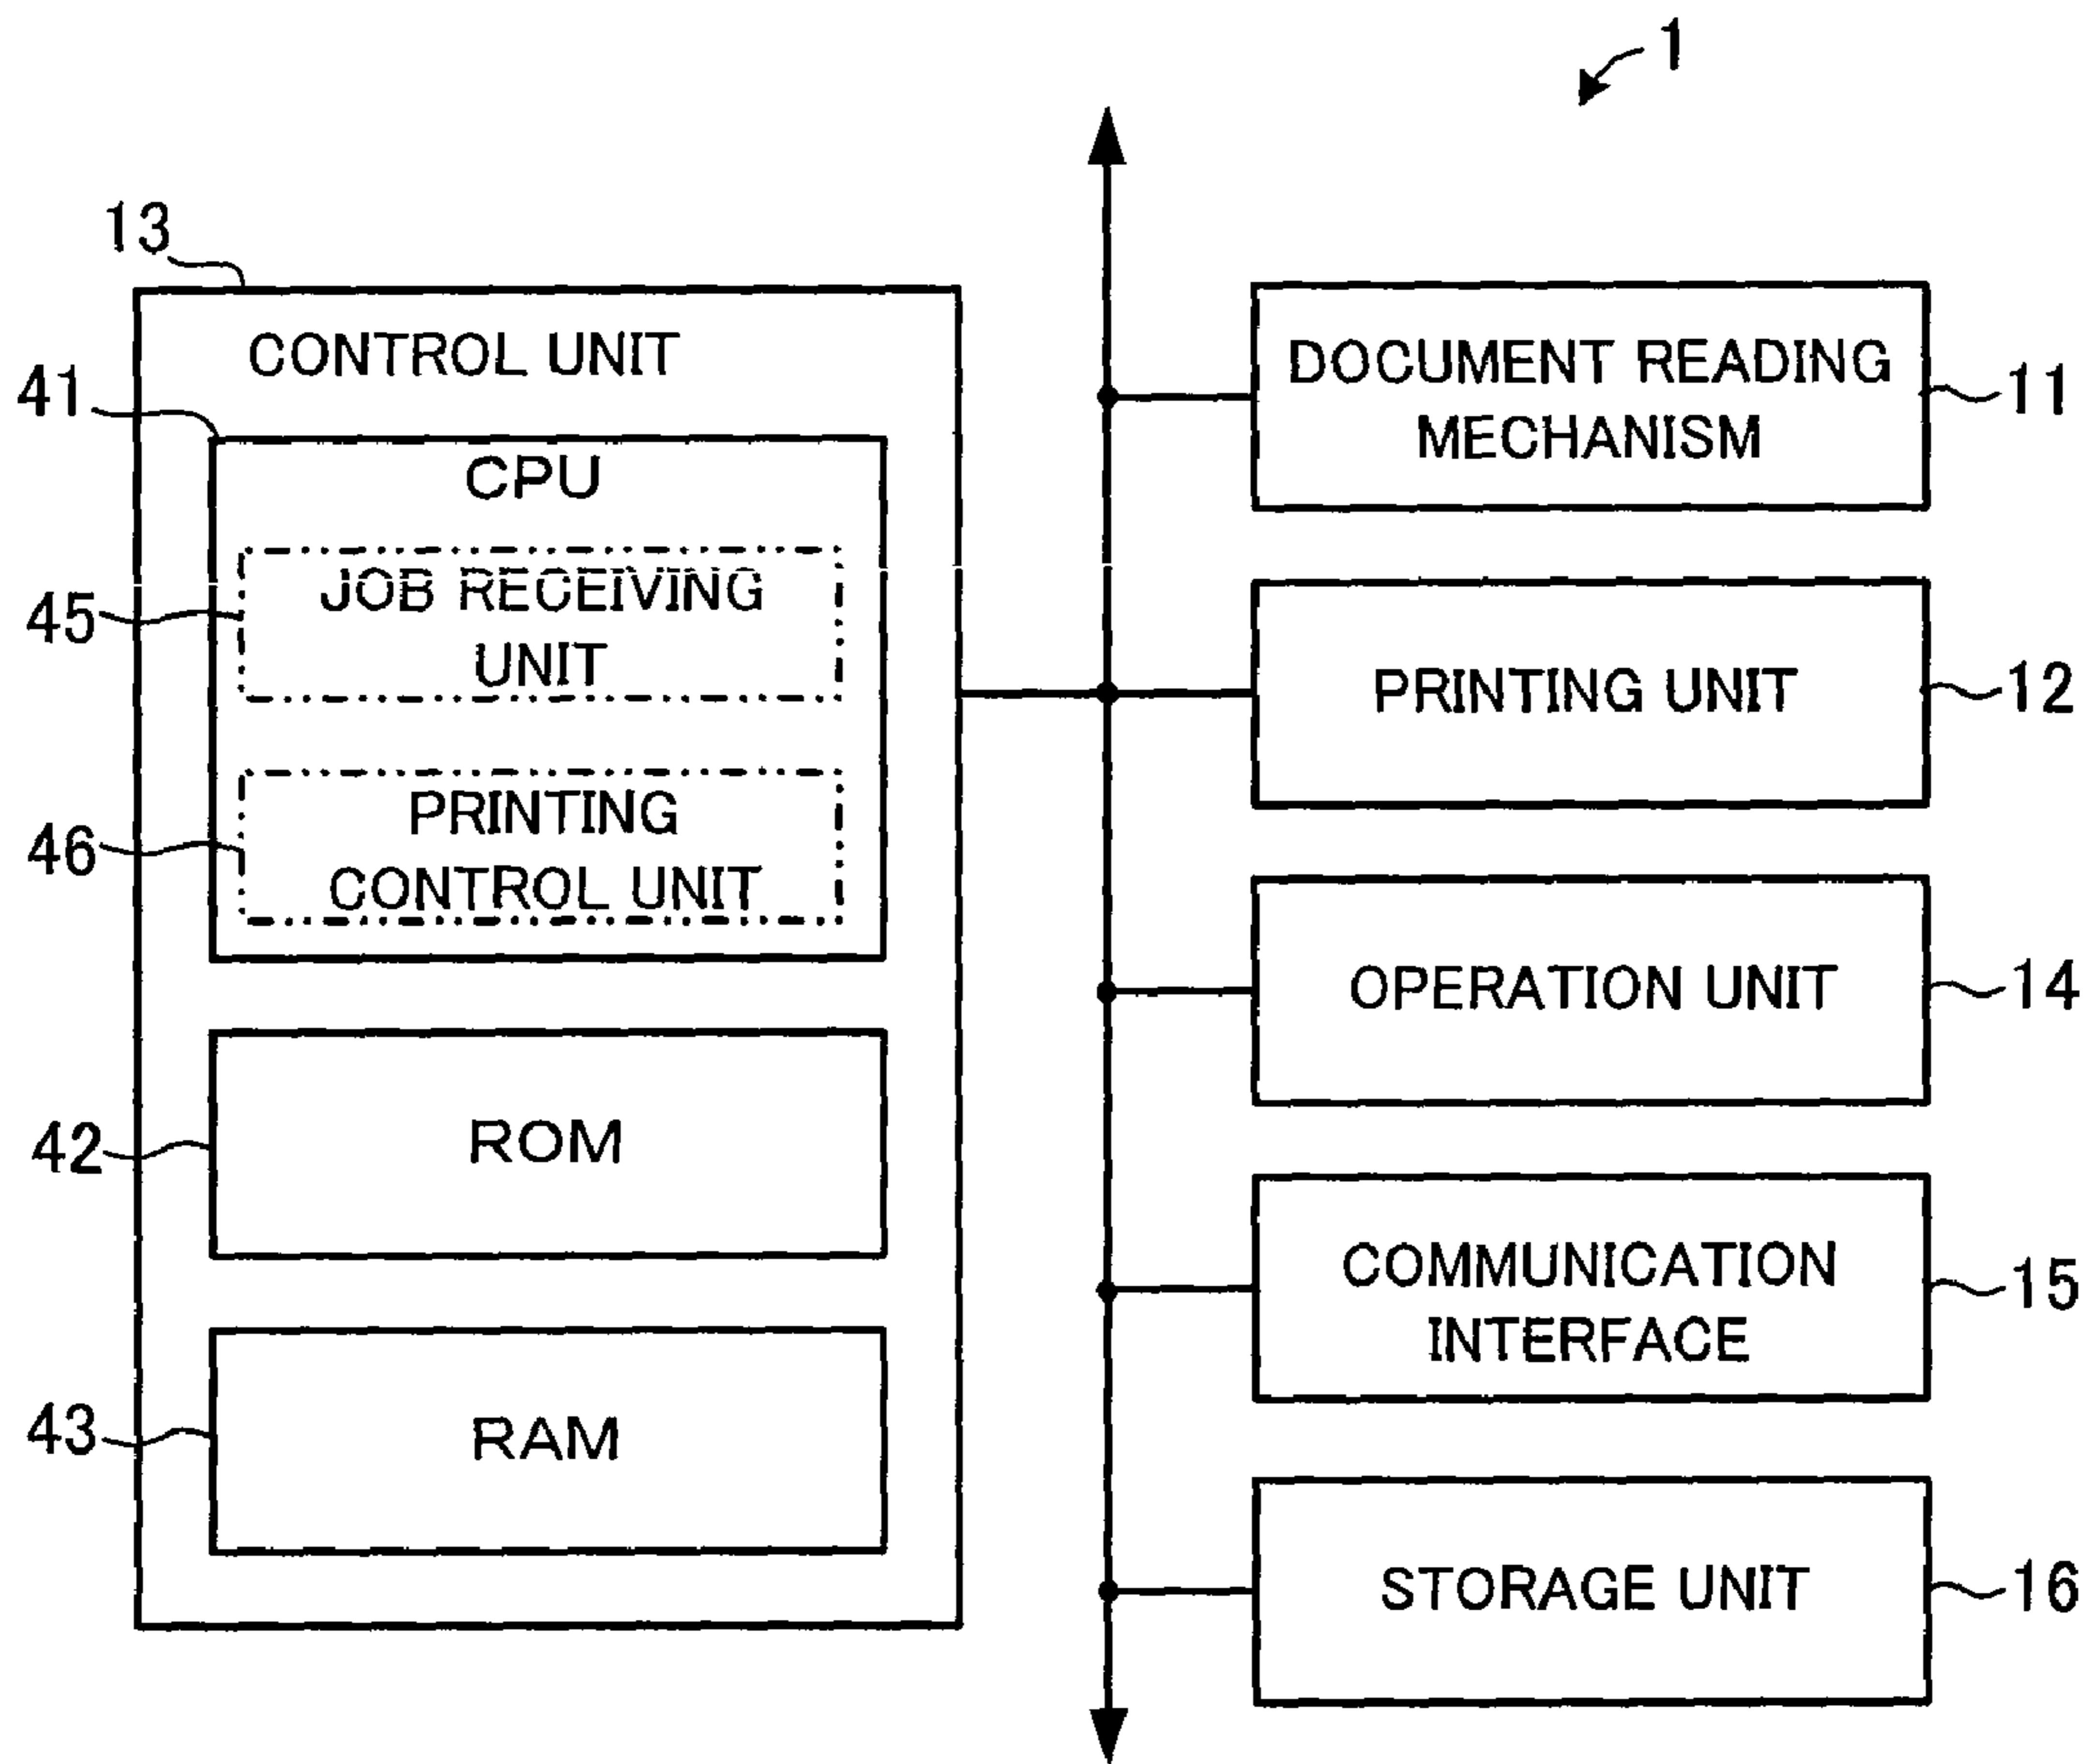 1
13
CONTROL UNIT
41
CPU
45
JOB RECEIVING
UNIT
46
PRINTING
CONTROL UNIT
42
ROM
43
RAM
DOCUMENT READING
MECHANISM
11
PRINTING UNIT
12
OPERATION UNIT
14
COMMUNICATION
INTERFACE
15
STORAGE UNIT
16